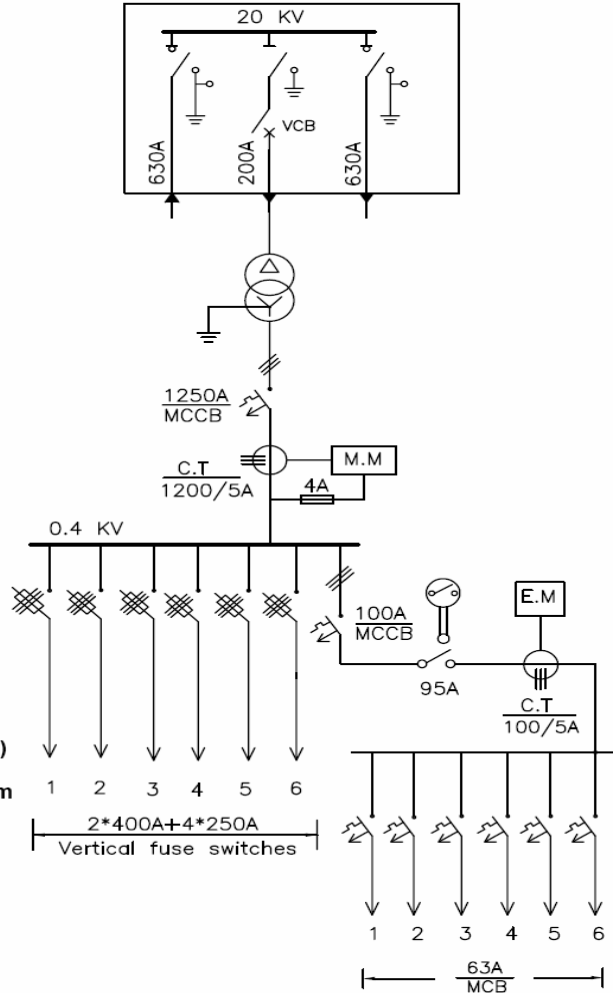 20 KV
630A
200A
VCB
630A
1250A
MCCB
C.T
1200/5A
M.M
4A
0.4 KV
100A
MCCB
95A
E.M
C.T
100/5A
)
m
1 2 3 4 5 6
2*400A+4*250A
Vertical fuse switches
1 2 3 4 5 6
63A
MCB